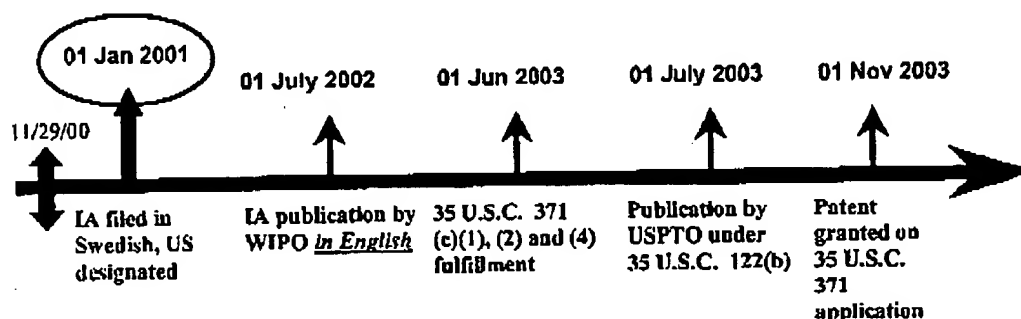 01 Jan 2001
01 July 2002
01 Jun 2003
01 July 2003
01 Nov 2003
11/29/00
IA filed in
Swedish, US
designated
IA publication by
WIPO in English
35 U.S.C. 371
(c)(1), (2) and (4)
fulfillment
Publication by
USPTO under
35 U.S.C. 122(b)
Patent
granted on
35 U.S.C.
371
application